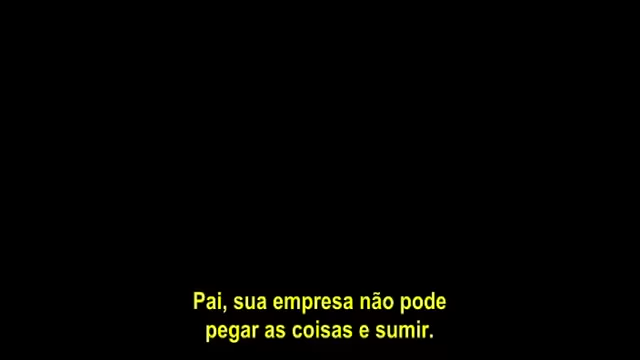 Pai, sua empresa não pode
pegar as coisas e sumir.